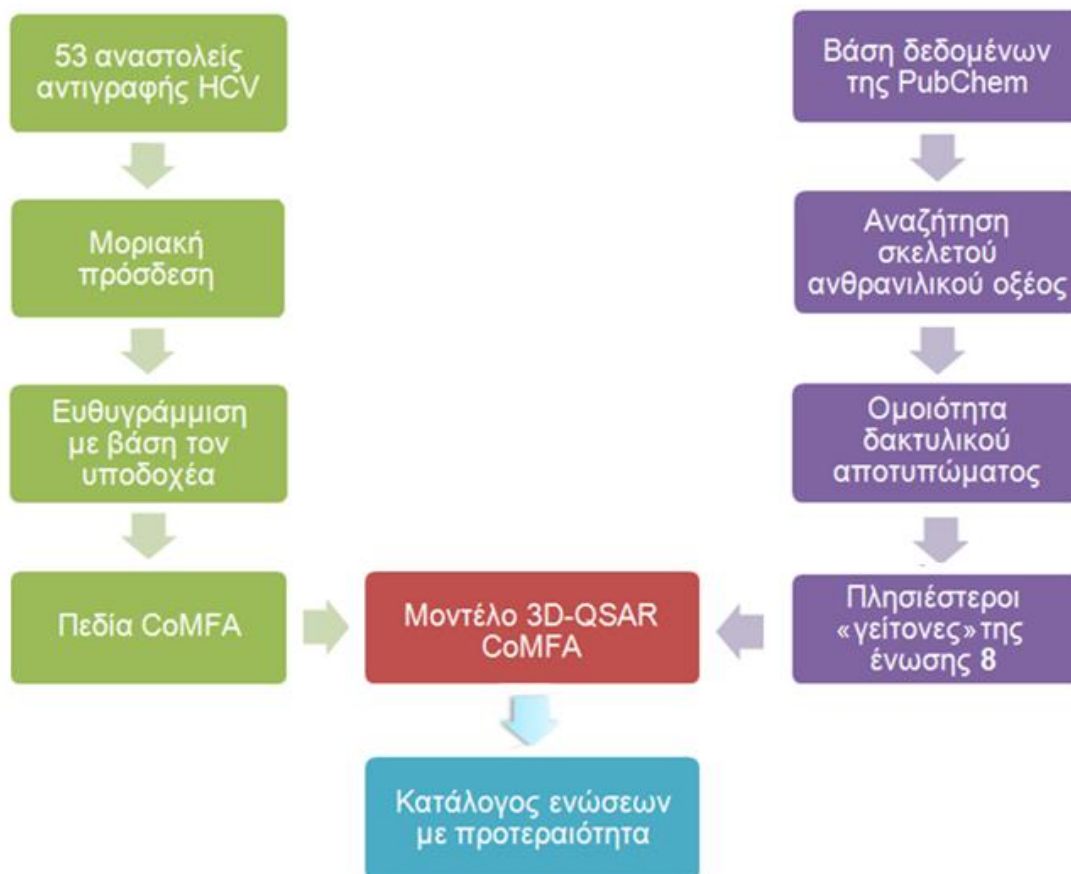 53 αναστολείς
αντιγραφής HCV
Μοριακή
πρόσδεση
Ευθυγράμμιση
με βάση τον
υποδοχέα
Πεδία CoMFA
Μοντέλο 3D-QSAR
CoMFA
Κατάλογος ενώσεων
με προτεραιότητα
Βάση δεδομένων
της PubChem
Αναζήτηση
σκελετού
ανθρανιλικού οξέος
Ομοιότητα
δακτυλικού
αποτυπώματος
Πλησιέστεροι
«γείτονες» της
ένωσης 8